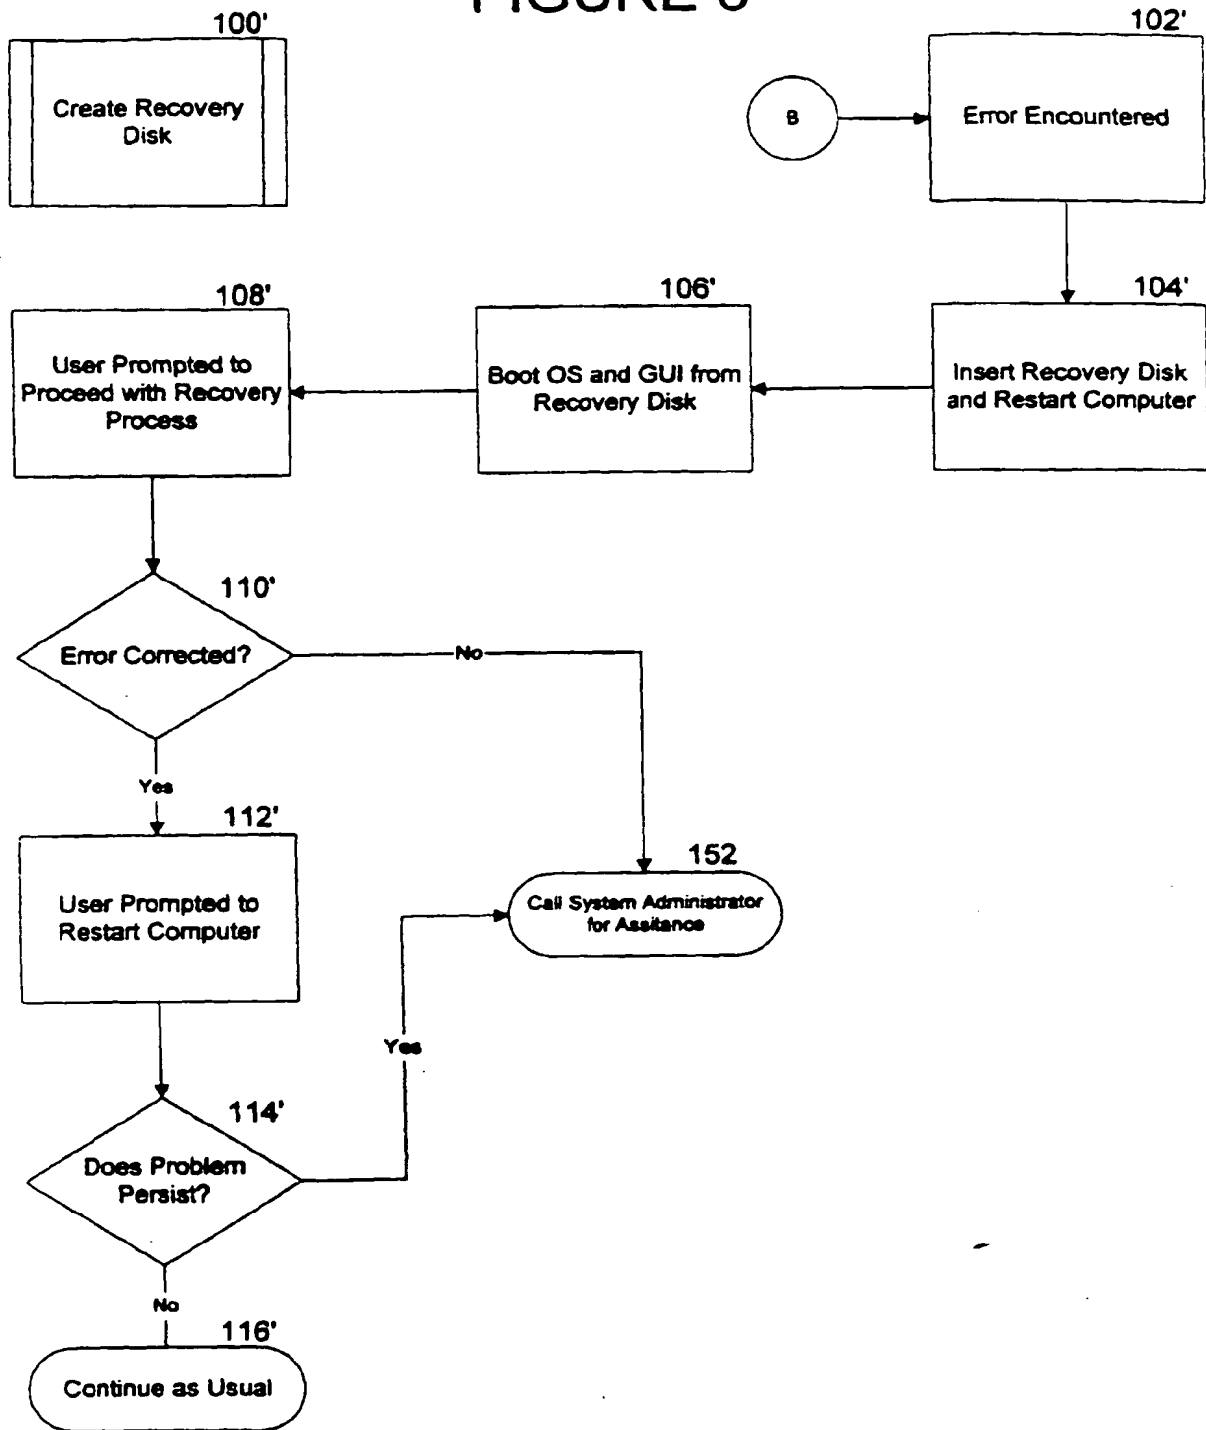 100'
Create Recovery
Disk
B
102'
Error Encountered
104'
Insert Recovery Disk
and Restart Computer
106'
Boot OS and GUI from
Recovery Disk
108'
User Prompted to
Proceed with Recovery
Process
110'
Error Corrected?
No
Yes
112'
User Prompted to
Restart Computer
152
Call System Administrator
for Assitance
Yes
114'
Does Problem
Persist?
No
116'
Continue as Usual